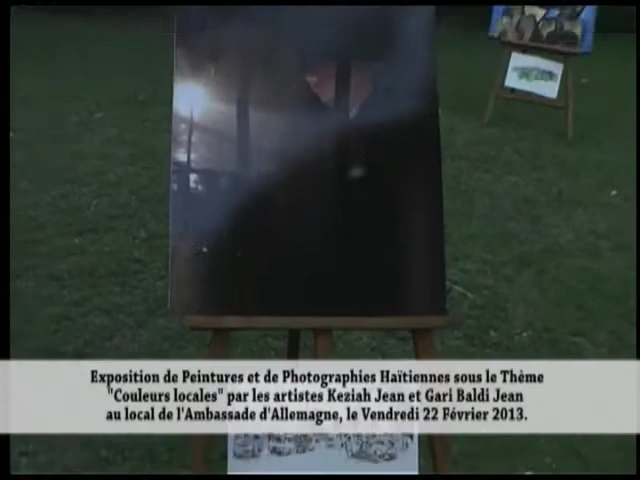 Exposition de Peintures et de Photographies Haïtiennes sous le Thème
"Couleurs locales" par les artistes Keziah Jean et Gari Baldi Jean
au local de l'Ambassade d'Allemagne, le Vendredi 22 Février 2013.